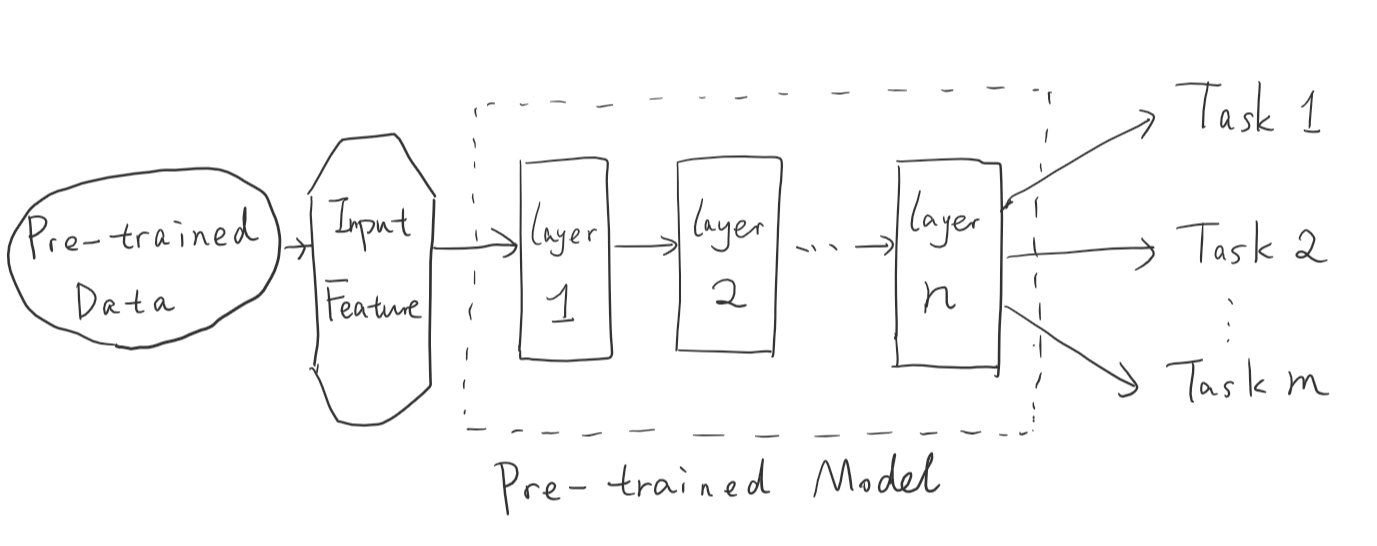 Pre-trained
Data
Input
Feature
layer
1
layer
2
...
layer
n
Task 1
Task 2
⋮
Task m
Pre-trained Model